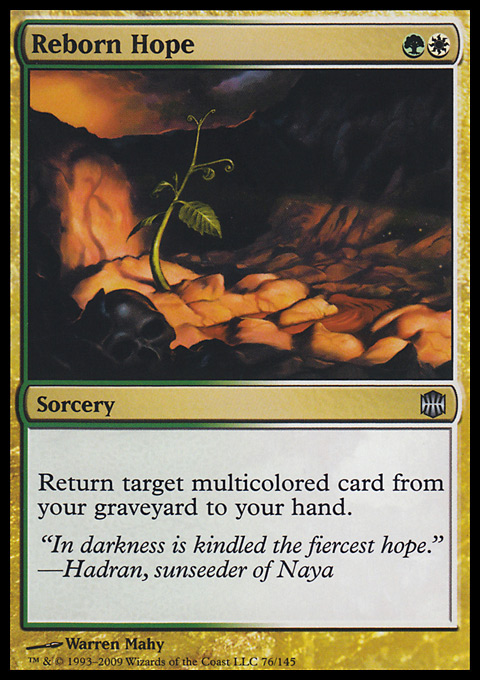 Reborn Hope
Sorcery
Return target multicolored card from
your graveyard to your hand.
“In darkness is kindled the fiercest hope.”
—Hadran, sunseeder of Naya
Warren Mahy
™ & © 1993–2009 Wizards of the Coast LLC 76/145